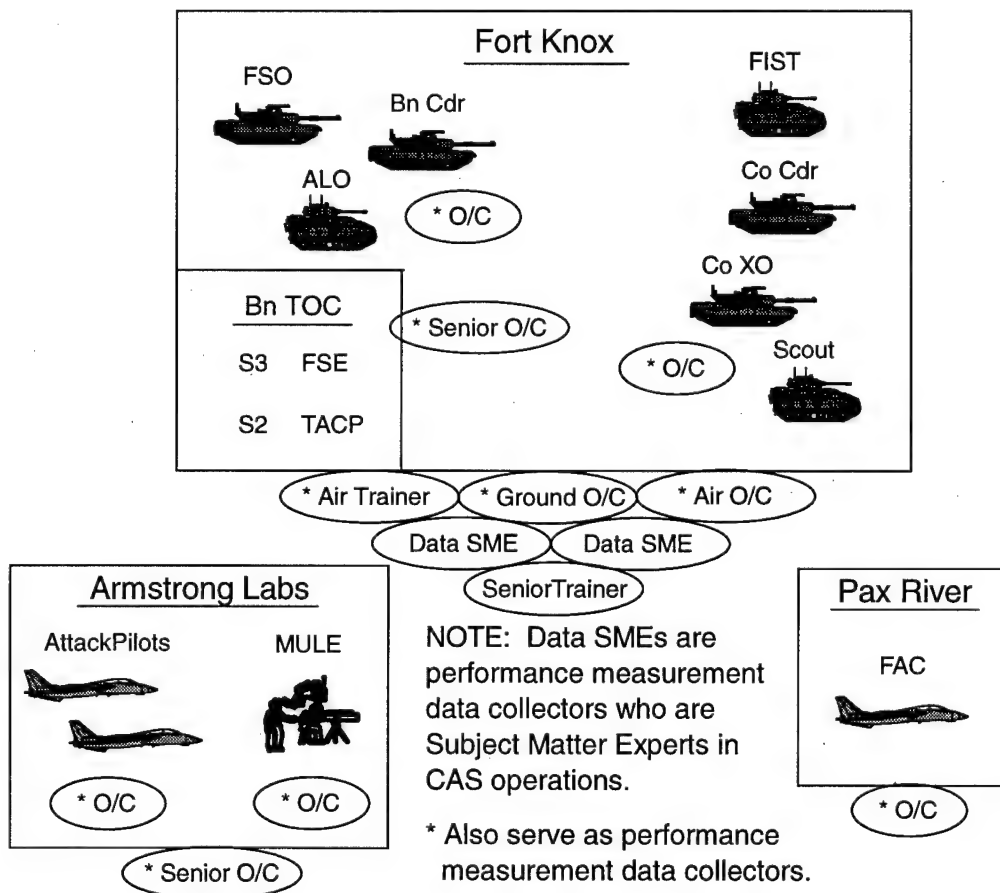 Fort Knox
FSO
Bn Cdr
ALO
* O/C
FIST
Co Cdr
Co XO
Scout
* O/C
* Senior O/C
Bn TOC
S3 FSE
S2 TACP
* Air Trainer
* Ground O/C
* Air O/C
Data SME
Data SME
SeniorTrainer
Armstrong Labs
AttackPilots
MULE
* O/C
* O/C
* Senior O/C
NOTE: Data SMEs are
performance measurement
data collectors who are
Subject Matter Experts in
CAS operations.
* Also serve as performance
measurement data collectors.
Pax River
FAC
* O/C